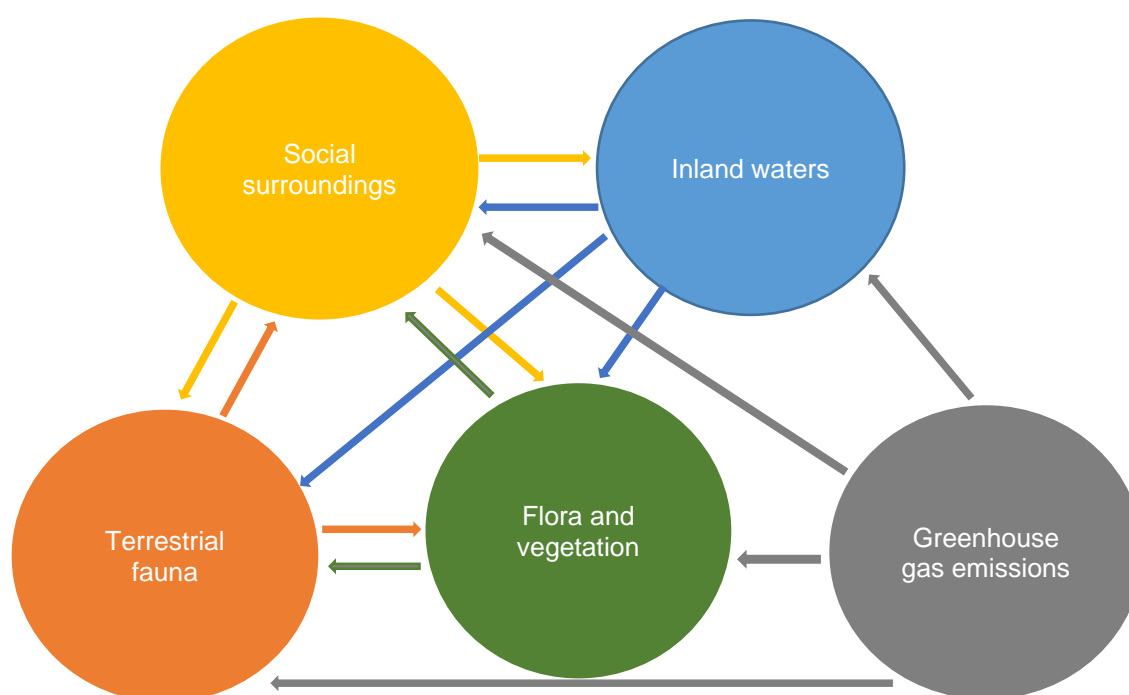 Social
surroundings
Inland waters
Terrestrial
fauna
Flora and
vegetation
Greenhouse
gas emissions